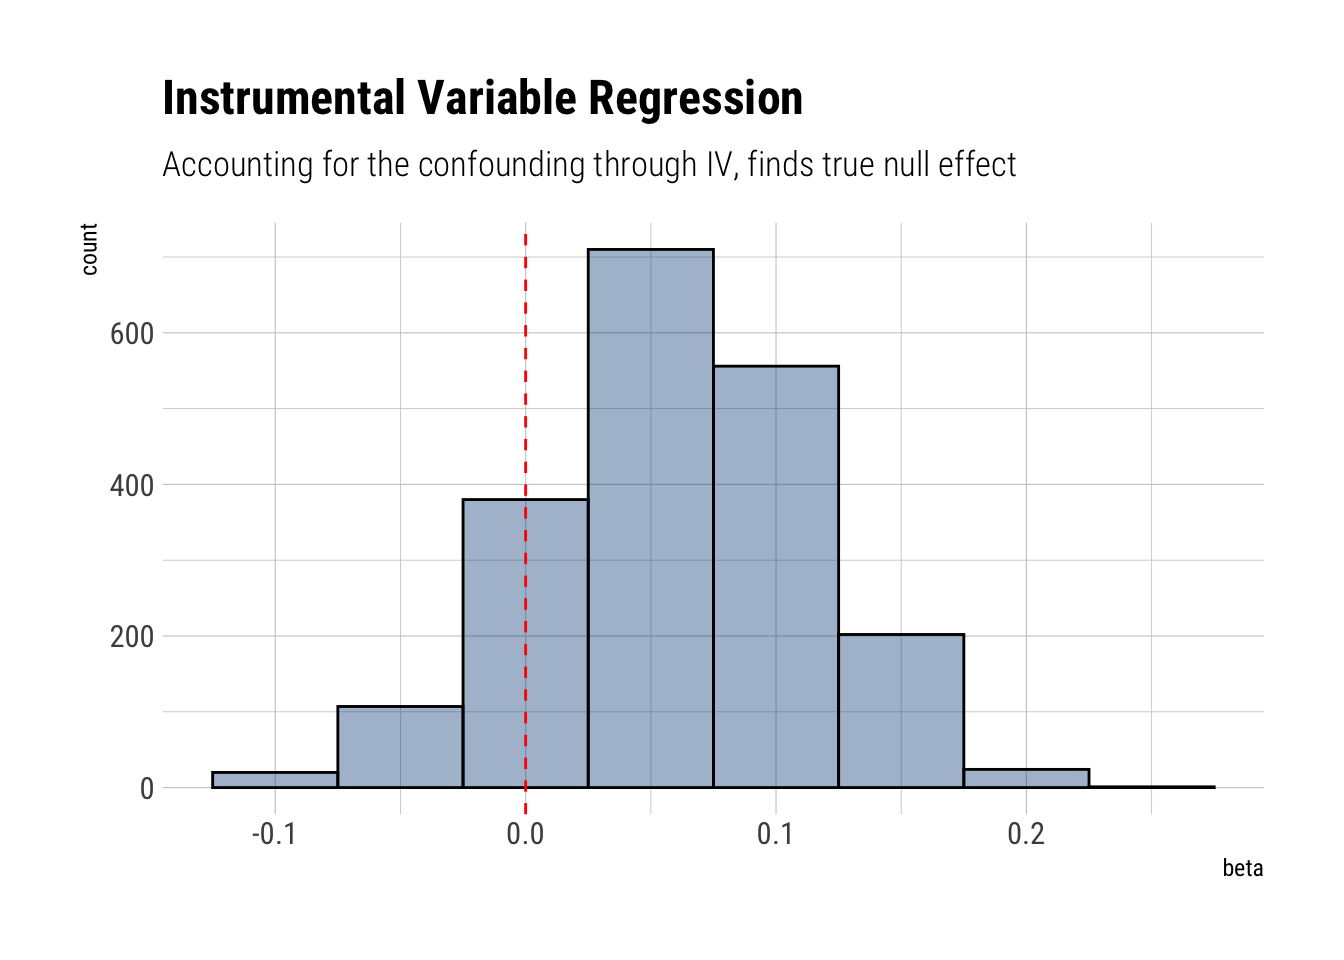 Instrumental Variable Regression
Accounting for the confounding through IV, finds true null effect
count
600
400
200
0
-0.1 0.0 0.1 0.2
beta